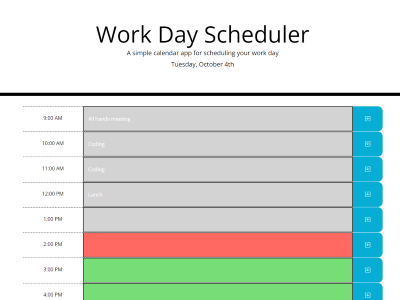 Work Day Scheduler
A simple calendar app for scheduling your work day
Tuesday, October 4th
9:00 AM
All hands meeting
10:00 AM
Coding
11:00 AM
Coding
12:00 PM
Lunch
1:00 PM
2:00 PM
3:00 PM
4:00 PM